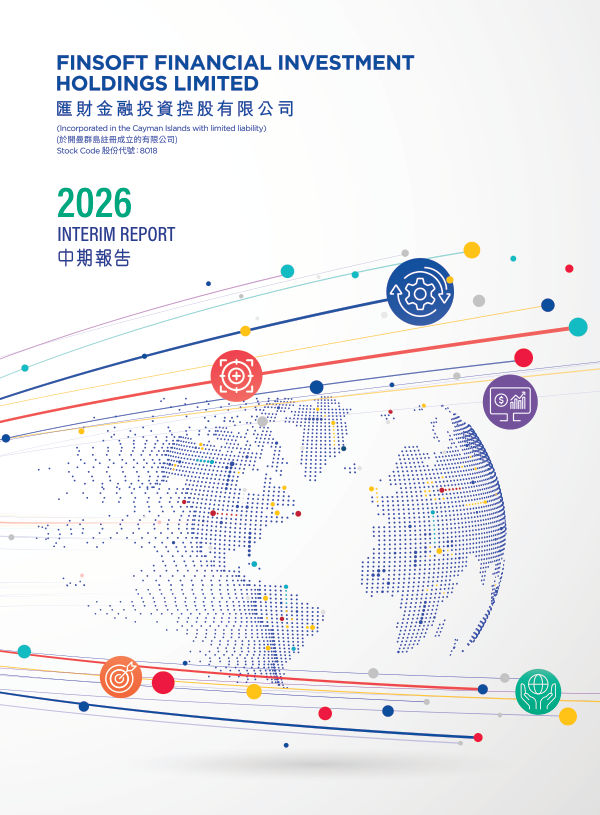 FINSOFT FINANCIAL INVESTMENT
HOLDINGS LIMITED
匯財金融投資控股有限公司
(Incorporated in the Cayman Islands with limited liability)
(於開曼群島註冊成立的有限公司)
Stock Code 股份代號 : 8018
2026
INTERIM REPORT
中期報告